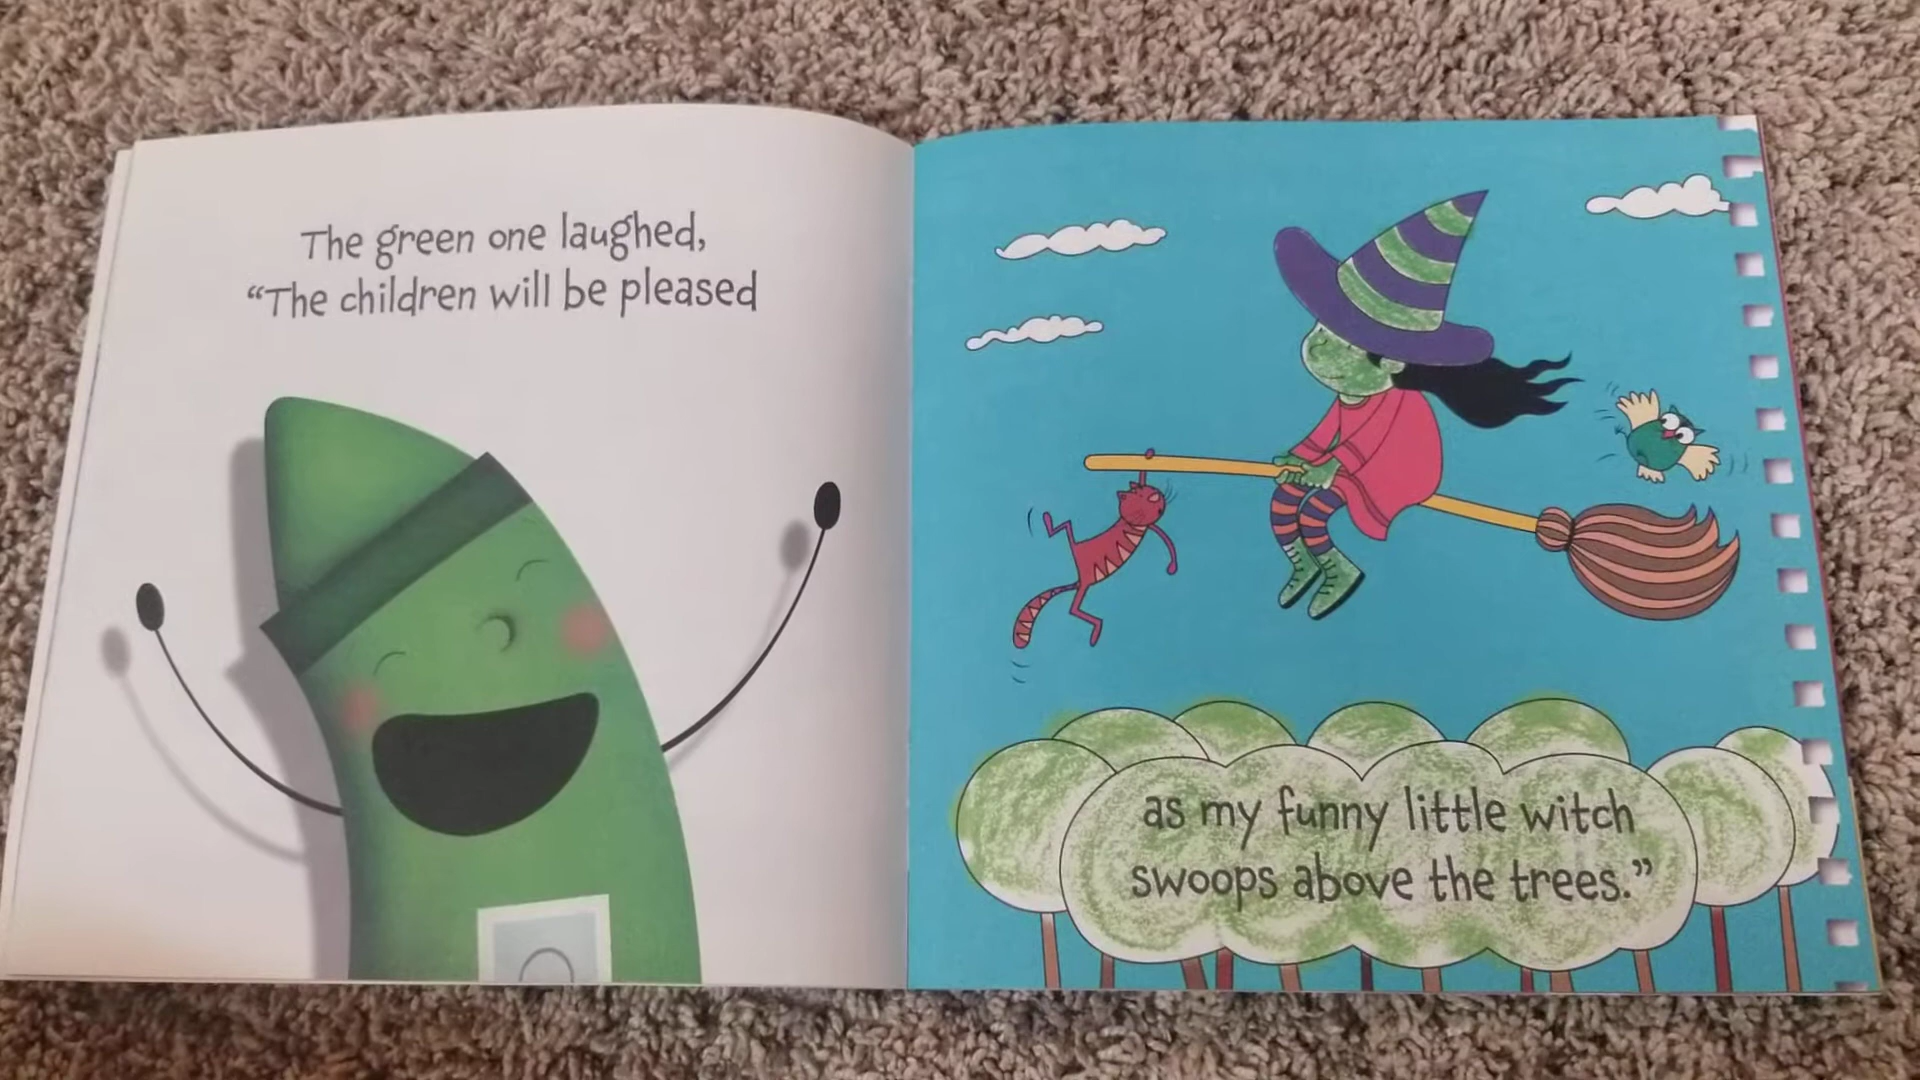 The green one laughed,
“The children will be pleased
as my funny little witch
swoops above the trees.”